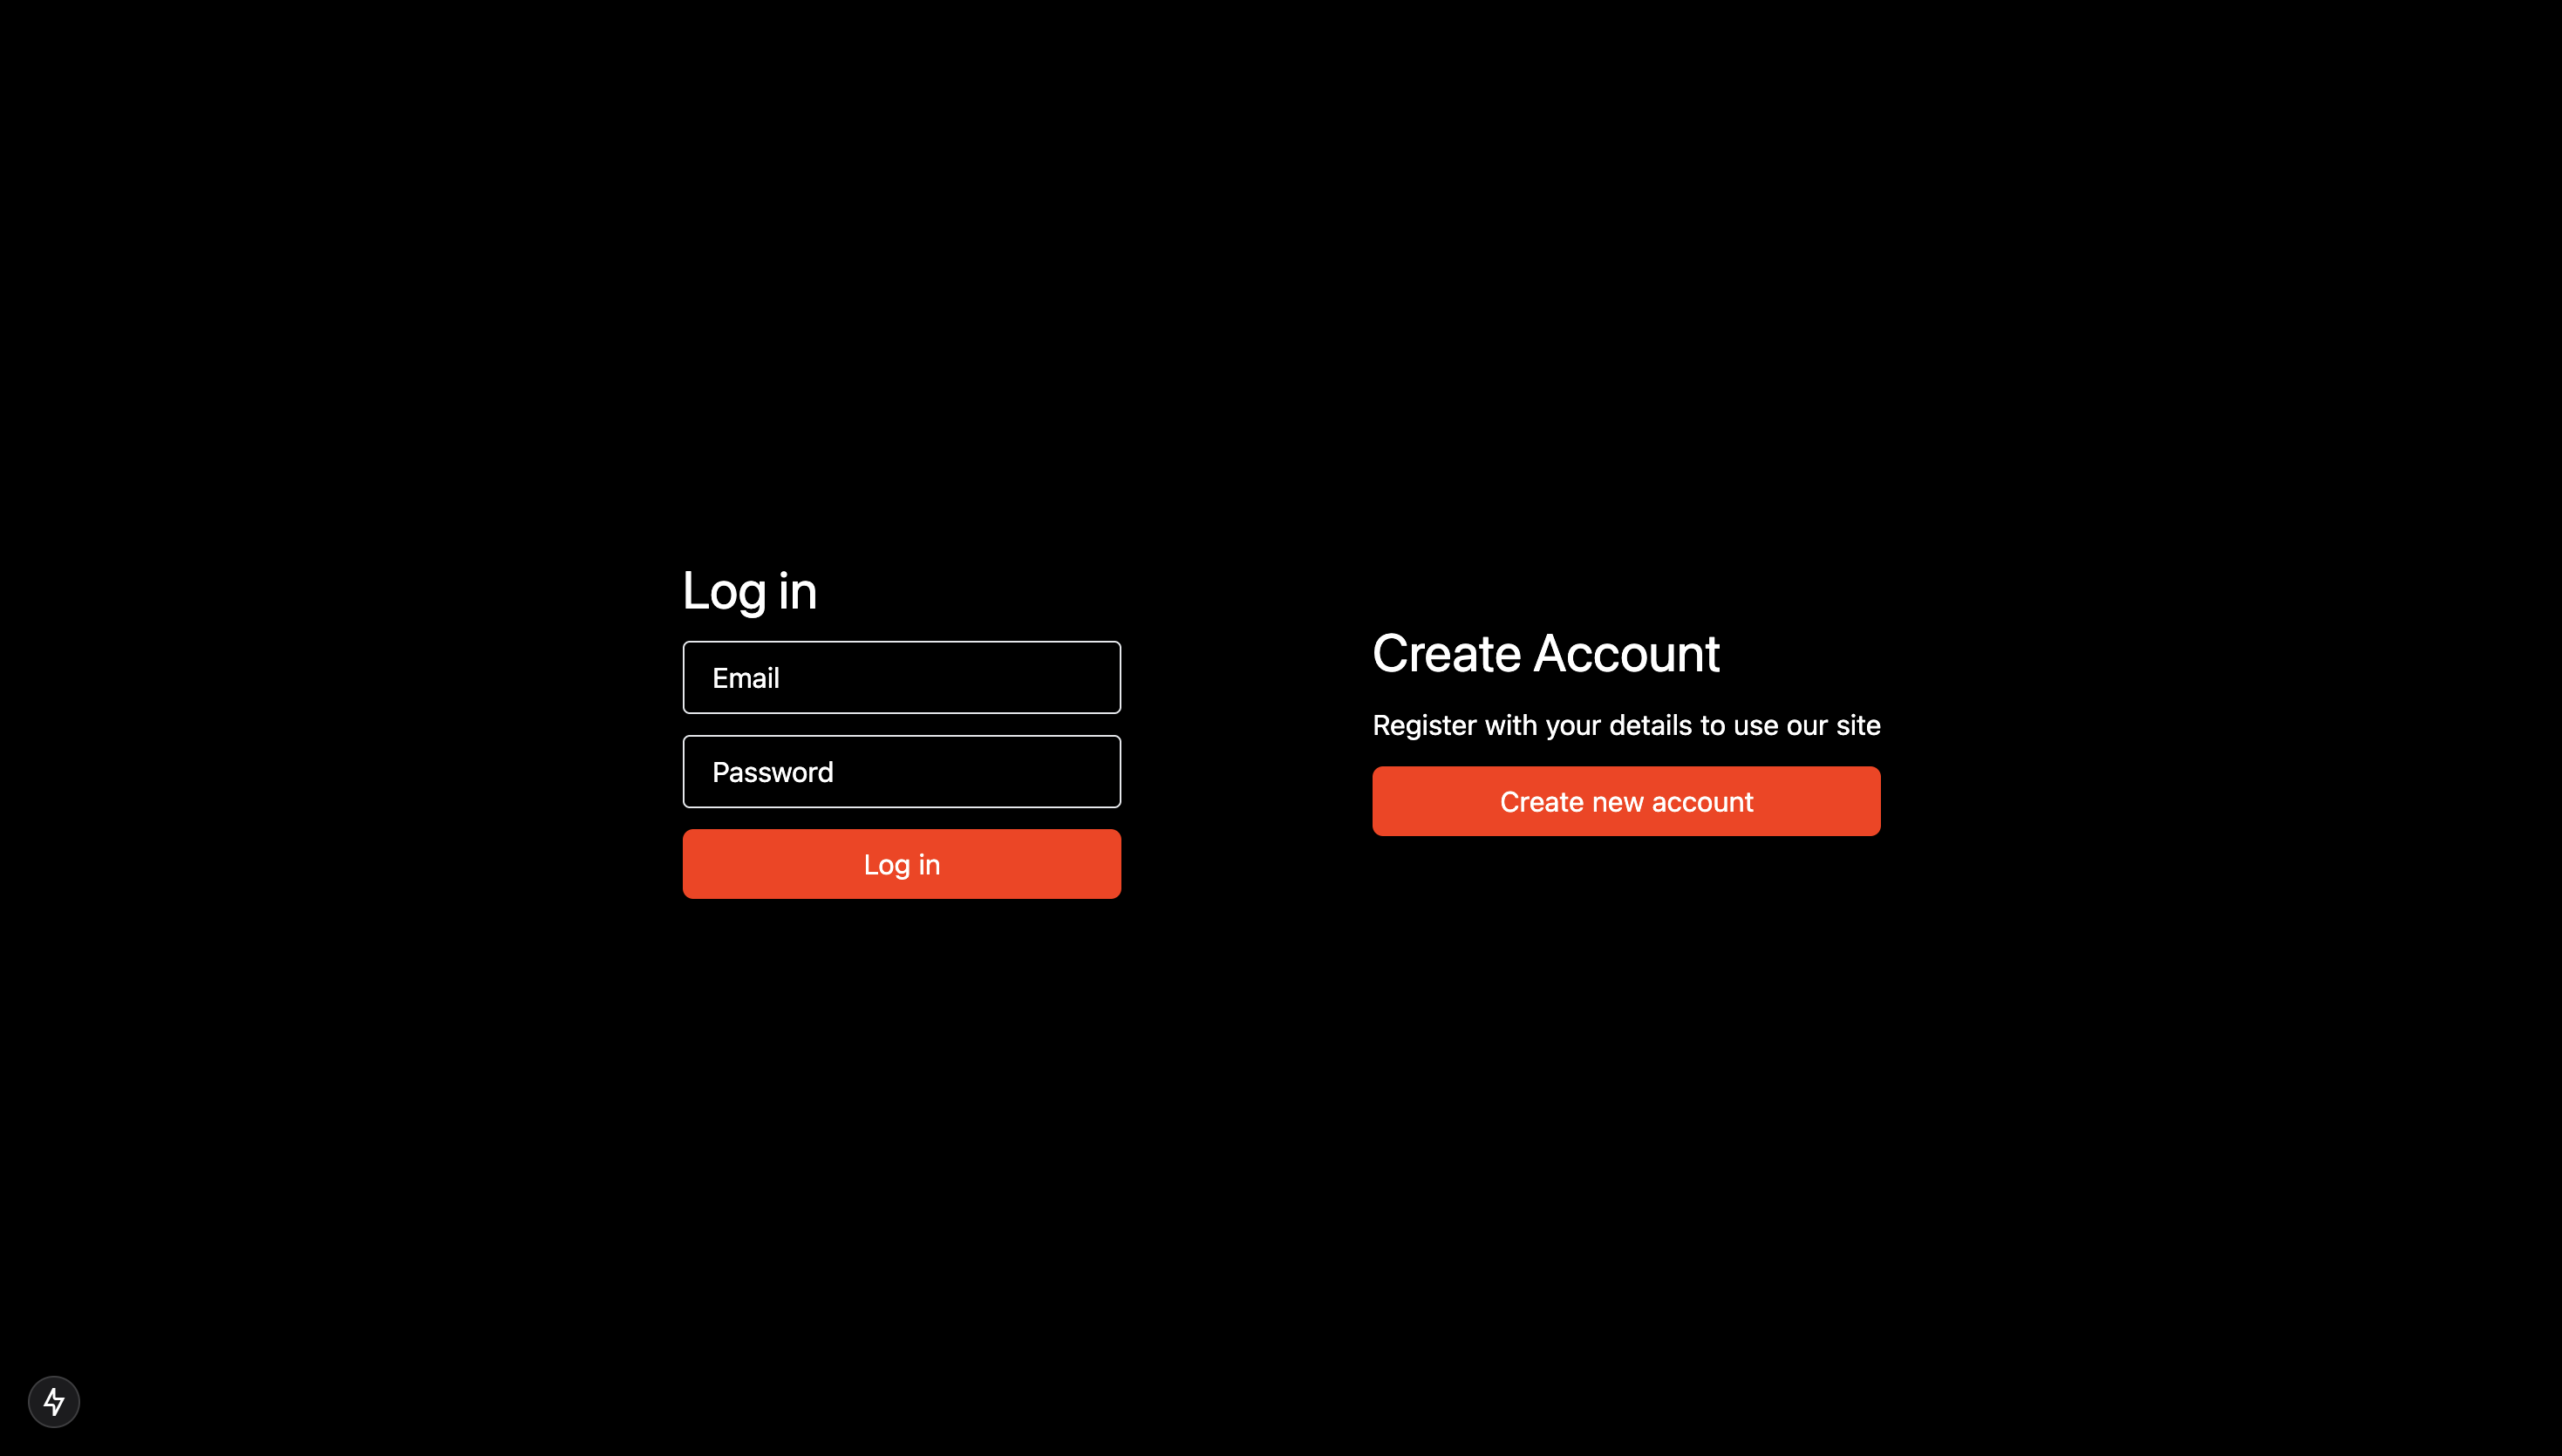 Log in
Email
Password
Log in
Create Account
Register with your details to use our site
Create new account